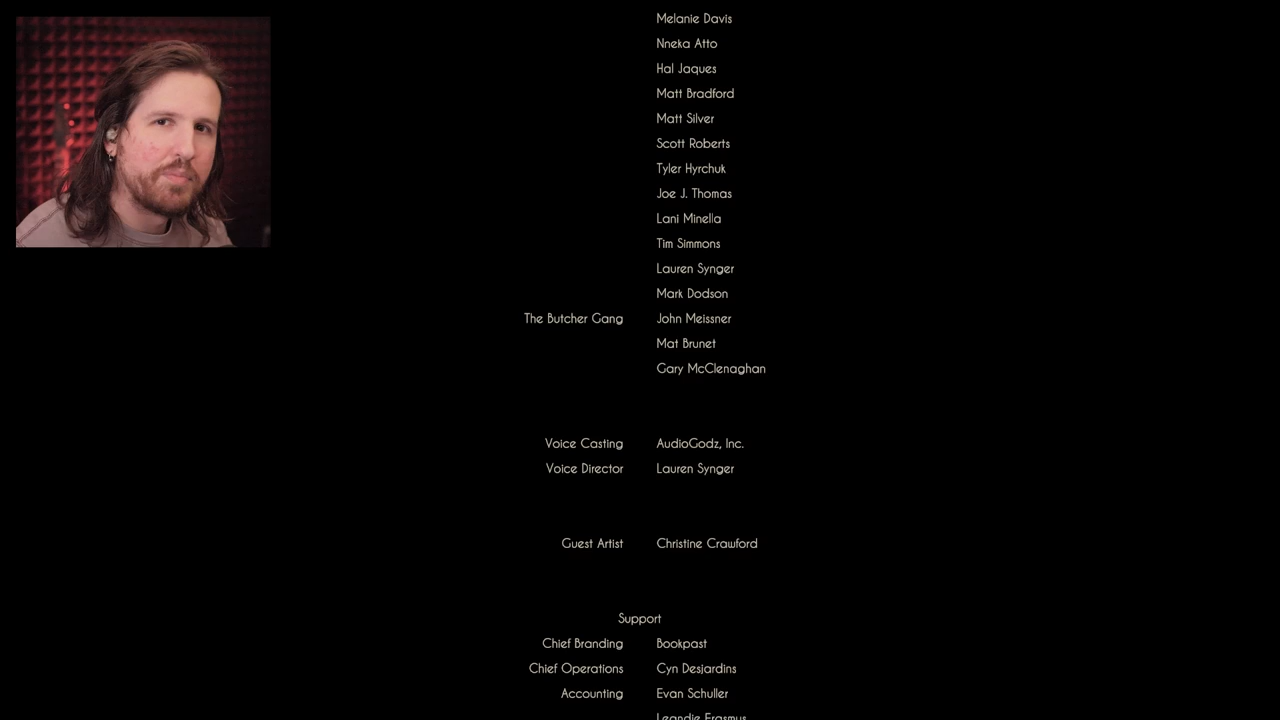 Melanie Davis
Nneka Atto
Hal Jaques
Matt Bradford
Matt Silver
Scott Roberts
Tyler Hyrchuk
Joe J. Thomas
Lani Minella
Tim Simmons
Lauren Synger
Mark Dodson
The Butcher Gang John Meissner
Mat Brunet
Gary McClenaghan
Voice Casting AudioGodz, Inc.
Voice Director Lauren Synger
Guest Artist Christine Crawford
Support
Chief Branding Bookpast
Chief Operations Cyn Desjardins
Accounting Evan Schuller
Leandie Erasmus